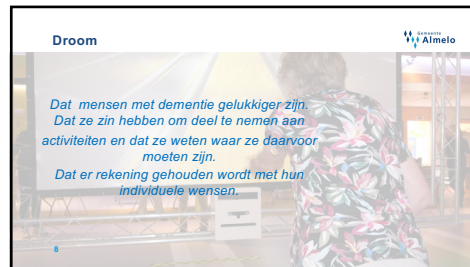 Droom
Gemeente
Almelo
Dat mensen met dementie gelukkiger zijn.
Dat ze zin hebben om deel te nemen aan
activiteiten en dat ze weten waar ze daarvoor
moeten zijn.
Dat er rekening gehouden wordt met hun
individuele wensen.
8